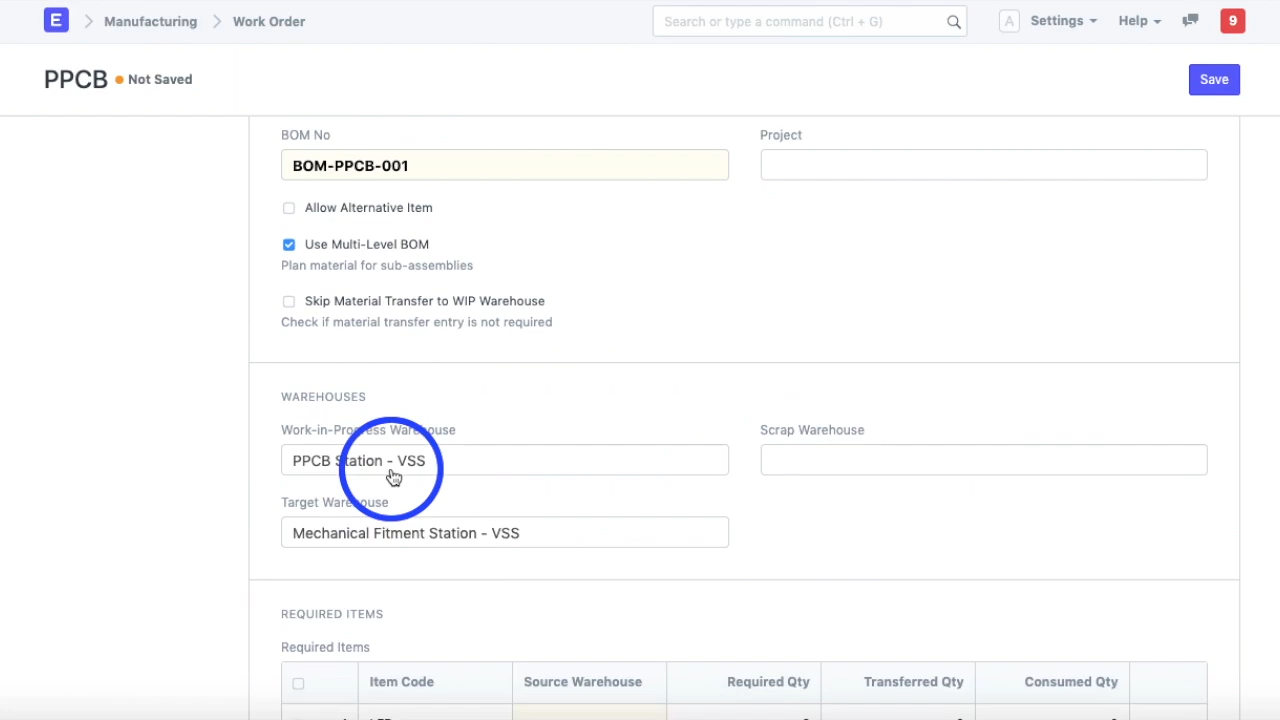 E Manufacturing Work Order Search or type a command (Ctrl + G) A Settings Help 9
PPCB Not Saved Save
BOM No Project
BOM-PPCB-001
Allow Alternative Item
Use Multi-Level BOM
Plan material for sub-assemblies
Skip Material Transfer to WIP Warehouse
Check if material transfer entry is not required
WAREHOUSES
Work-in-Progress Warehouse Scrap Warehouse
PPCB Station - VSS
Target Warehouse
Mechanical Fitment Station - VSS
REQUIRED ITEMS
Required Items
Item Code Source Warehouse Required Qty Transferred Qty Consumed Qty